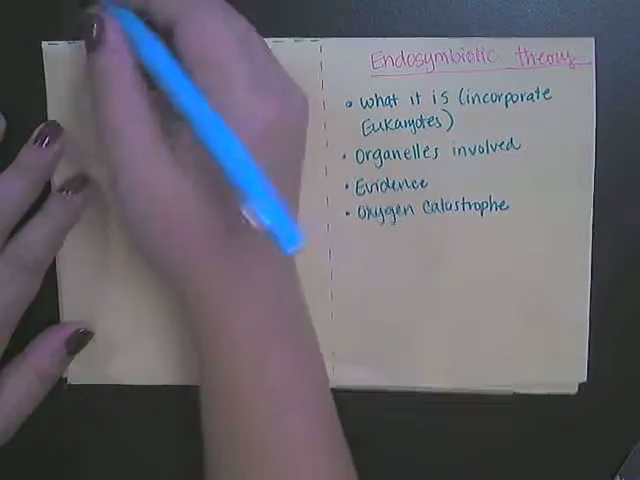 Endosymbiotic theory
• What it is (incorporate
Eukaryotes)
• Organelles involved
• Evidence
• Oxygen Catastrophe